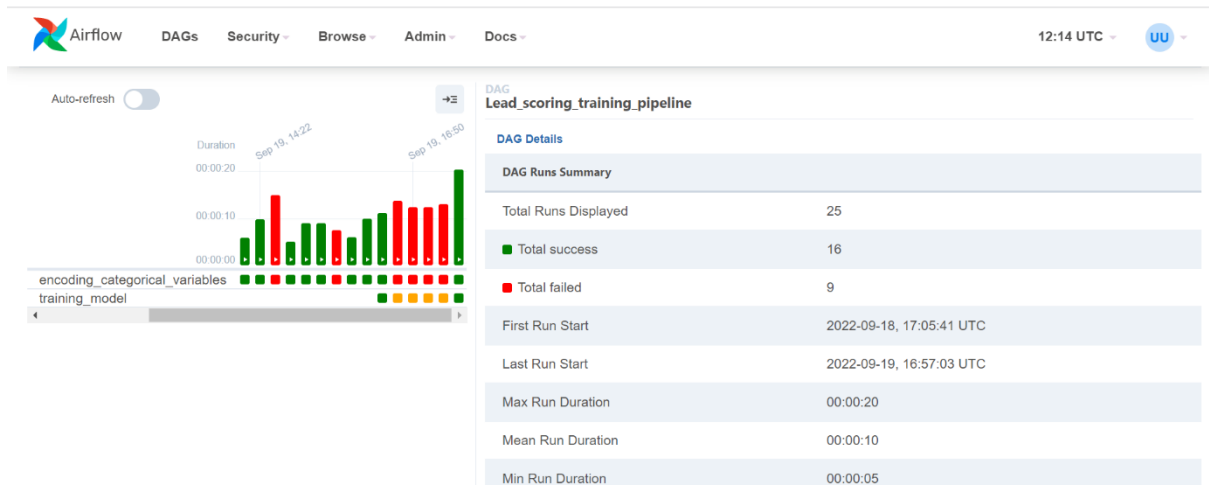 Airflow DAGs Security Browse Admin Docs 12:14 UTC UU
Auto-refresh
Duration
Sep 19, 14:22
Sep 19, 16:50
00:00:20
00:00:10
00:00:00
encoding_categorical_variables
training_model
DAG
Lead_scoring_training_pipeline
DAG Details
DAG Runs Summary
Total Runs Displayed 25
Total success 16
Total failed 9
First Run Start 2022-09-18, 17:05:41 UTC
Last Run Start 2022-09-19, 16:57:03 UTC
Max Run Duration 00:00:20
Mean Run Duration 00:00:10
Min Run Duration 00:00:05